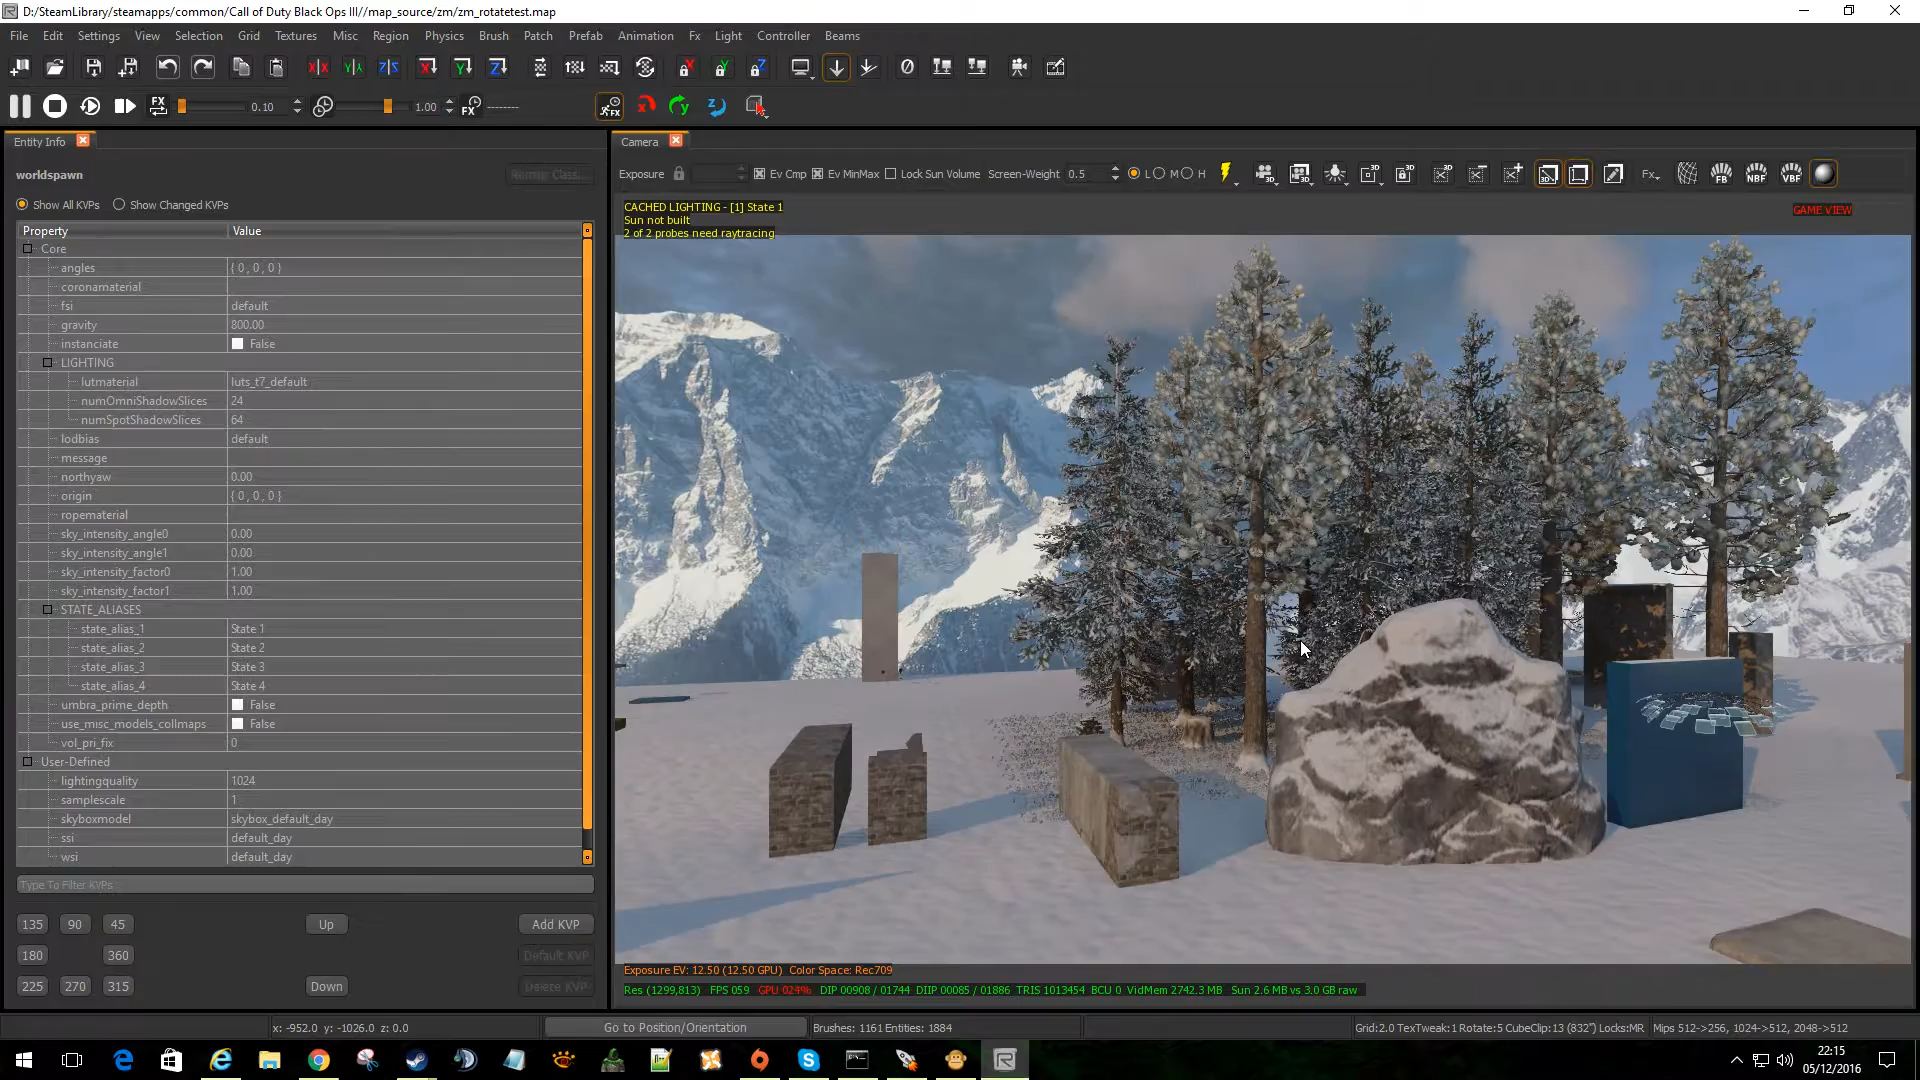 D:/SteamLibrary/steamapps/common/Call of Duty Black Ops III//map_source/zm/zm_rotatetest.map
File Edit Settings View Selection Grid Textures Misc Region Physics Brush Patch Prefab Animation Fx Light Controller Beams
FX 0.10 1.00 FX --------
Entity Info
Camera
worldspawn
Remap Class...
Exposure Ev Cmp Ev MinMax Lock Sun Volume Screen-Weight 0.5 L M H Fx FB NBF VBF
Show All KVPs Show Changed KVPs
CACHED LIGHTING - [1] State 1
Sun not built
2 of 2 probes need raytracing
GAME VIEW
Property Value
Core
angles { 0 , 0 , 0 }
coronamaterial
fsi default
gravity 800.00
instanciate False
LIGHTING
lutmaterial luts_t7_default
numOmniShadowSlices 24
numSpotShadowSlices 64
lodbias default
message
northyaw 0.00
origin { 0 , 0 , 0 }
ropematerial
sky_intensity_angle0 0.00
sky_intensity_angle1 0.00
sky_intensity_factor0 1.00
sky_intensity_factor1 1.00
STATE_ALIASES
state_alias_1 State 1
state_alias_2 State 2
state_alias_3 State 3
state_alias_4 State 4
umbra_prime_depth False
use_misc_models_collmaps False
vol_pri_fix 0
User-Defined
lightingquality 1024
samplescale 1
skyboxmodel skybox_default_day
ssi default_day
wsi default_day
Type To Filter KVPs
135 90 45 Up Add KVP
180 360 Default KVP
225 270 315 Down Delete KVP
Exposure EV: 12.50 (12.50 GPU) Color Space: Rec709
Res (1299,813) FPS 059 GPU 024% DIP 00908 / 01744 DIIP 00085 / 01886 TRIS 1013454 BCU 0 VidMem 2742.3 MB Sun 2.6 MB vs 3.0 GB raw
x: -952.0 y: -1026.0 z: 0.0 Go to Position/Orientation Brushes: 1161 Entities: 1884 Grid:2.0 TexTweak:1 Rotate:5 CubeClip:13 (832") Locks:MR Mips 512->256, 1024->512, 2048->512
22:15
05/12/2016